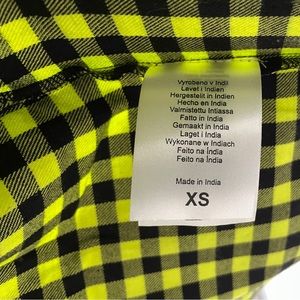 Vyrobeno v Indii
Lavet i Indien
Hergestellt in Indien
Hecho en India
Valmistettu Intiassa
Fatto in India
Gemaakt in India
Laget i India
Wykonane w Indiach
Feito na Índia
Feito na Índia
Made in India
XS